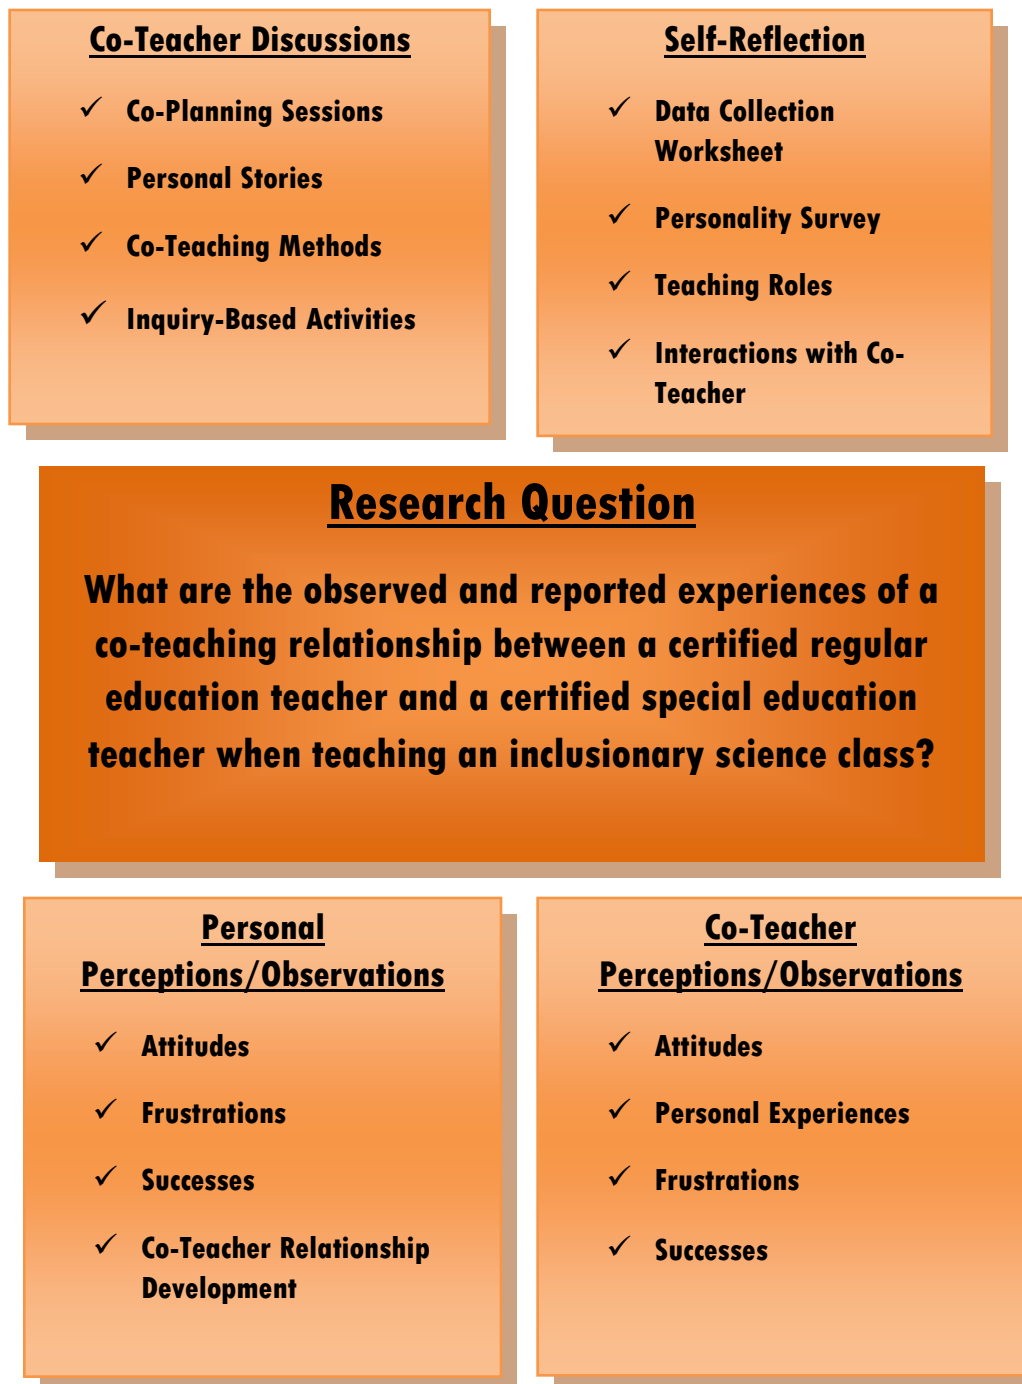 Co-Teacher Discussions
✓ Co-Planning Sessions
✓ Personal Stories
✓ Co-Teaching Methods
✓ Inquiry-Based Activities
Self-Reflection
✓ Data Collection
Worksheet
✓ Personality Survey
✓ Teaching Roles
✓ Interactions with Co-
Teacher
Research Question
What are the observed and reported experiences of a
co-teaching relationship between a certified regular
education teacher and a certified special education
teacher when teaching an inclusionary science class?
Personal
Perceptions/Observations
✓ Attitudes
✓ Frustrations
✓ Successes
✓ Co-Teacher Relationship
Development
Co-Teacher
Perceptions/Observations
✓ Attitudes
✓ Personal Experiences
✓ Frustrations
✓ Successes